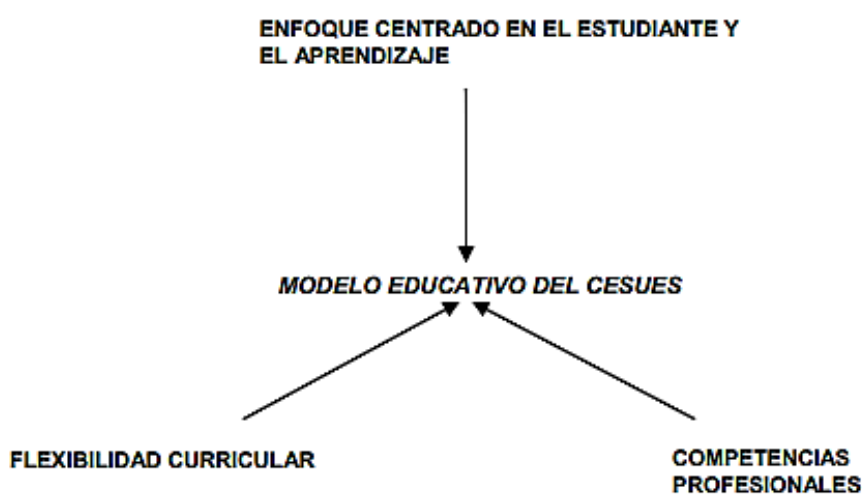 ENFOQUE CENTRADO EN EL ESTUDIANTE Y
EL APRENDIZAJE
MODELO EDUCATIVO DEL CESUES
FLEXIBILIDAD CURRICULAR
COMPETENCIAS
PROFESIONALES